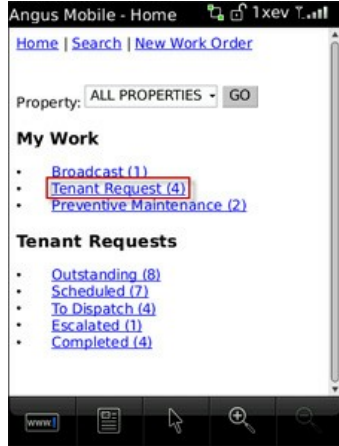 Angus Mobile - Home 1xev
Home | Search | New Work Order
Property: ALL PROPERTIES GO
My Work
• Broadcast (1)
• Tenant Request (4)
• Preventive Maintenance (2)
Tenant Requests
• Outstanding (8)
• Scheduled (7)
• To Dispatch (4)
• Escalated (1)
• Completed (4)
www